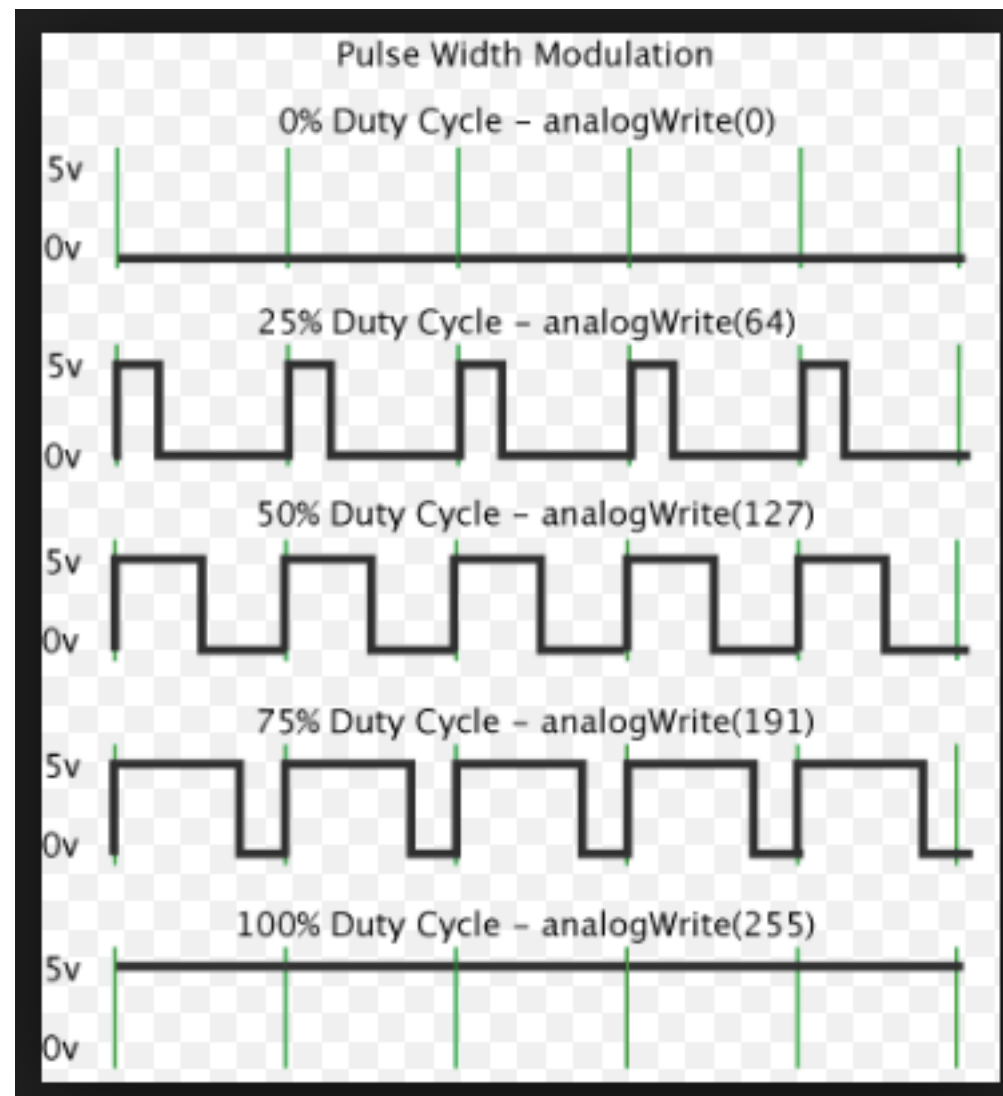 Pulse Width Modulation
0% Duty Cycle – analogWrite(0)
5v
0v
25% Duty Cycle – analogWrite(64)
5v
0v
50% Duty Cycle – analogWrite(127)
5v
0v
75% Duty Cycle – analogWrite(191)
5v
0v
100% Duty Cycle – analogWrite(255)
5v
0v